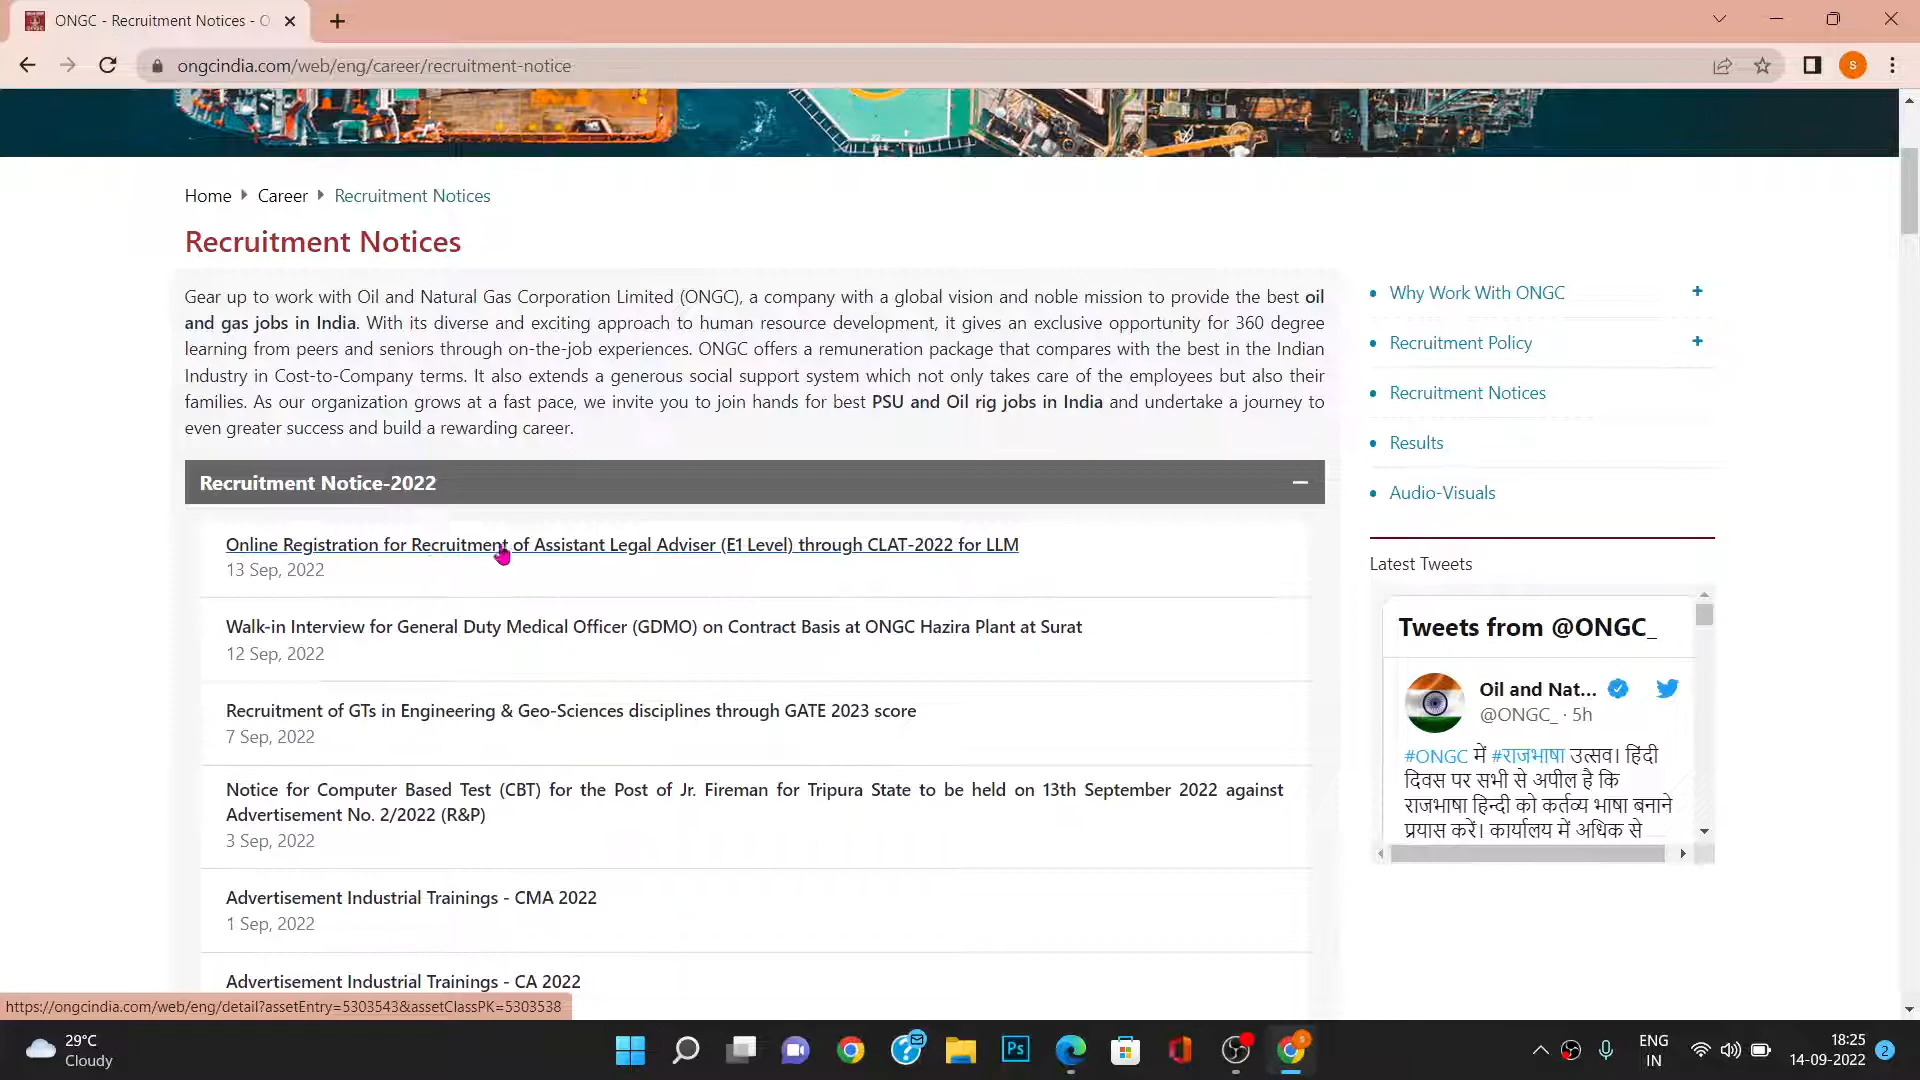 ONGC - Recruitment Notices - O
ongcindia.com/web/eng/career/recruitment-notice
S
Home Career Recruitment Notices
Recruitment Notices
Gear up to work with Oil and Natural Gas Corporation Limited (ONGC), a company with a global vision and noble mission to provide the best oil
and gas jobs in India. With its diverse and exciting approach to human resource development, it gives an exclusive opportunity for 360 degree
learning from peers and seniors through on-the-job experiences. ONGC offers a remuneration package that compares with the best in the Indian
Industry in Cost-to-Company terms. It also extends a generous social support system which not only takes care of the employees but also their
families. As our organization grows at a fast pace, we invite you to join hands for best PSU and Oil rig jobs in India and undertake a journey to
even greater success and build a rewarding career.
Recruitment Notice-2022
Online Registration for Recruitment of Assistant Legal Adviser (E1 Level) through CLAT-2022 for LLM
13 Sep, 2022
Walk-in Interview for General Duty Medical Officer (GDMO) on Contract Basis at ONGC Hazira Plant at Surat
12 Sep, 2022
Recruitment of GTs in Engineering & Geo-Sciences disciplines through GATE 2023 score
7 Sep, 2022
Notice for Computer Based Test (CBT) for the Post of Jr. Fireman for Tripura State to be held on 13th September 2022 against
Advertisement No. 2/2022 (R&P)
3 Sep, 2022
Advertisement Industrial Trainings - CMA 2022
1 Sep, 2022
Advertisement Industrial Trainings - CA 2022
Why Work With ONGC +
Recruitment Policy +
Recruitment Notices
Results
Audio-Visuals
Latest Tweets
Tweets from @ONGC_
Oil and Nat...
@ONGC_ · 5h
#ONGC में #राजभाषा उत्सव। हिंदी
दिवस पर सभी से अपील है कि
राजभाषा हिन्दी को कर्तव्य भाषा बनाने
प्रयास करें। कार्यालय में अधिक से
https://ongcindia.com/web/eng/detail?assetEntry=5303543&assetClassPK=5303538
29°C
Cloudy
Ps
S
ENG
IN
18:25
14-09-2022
2